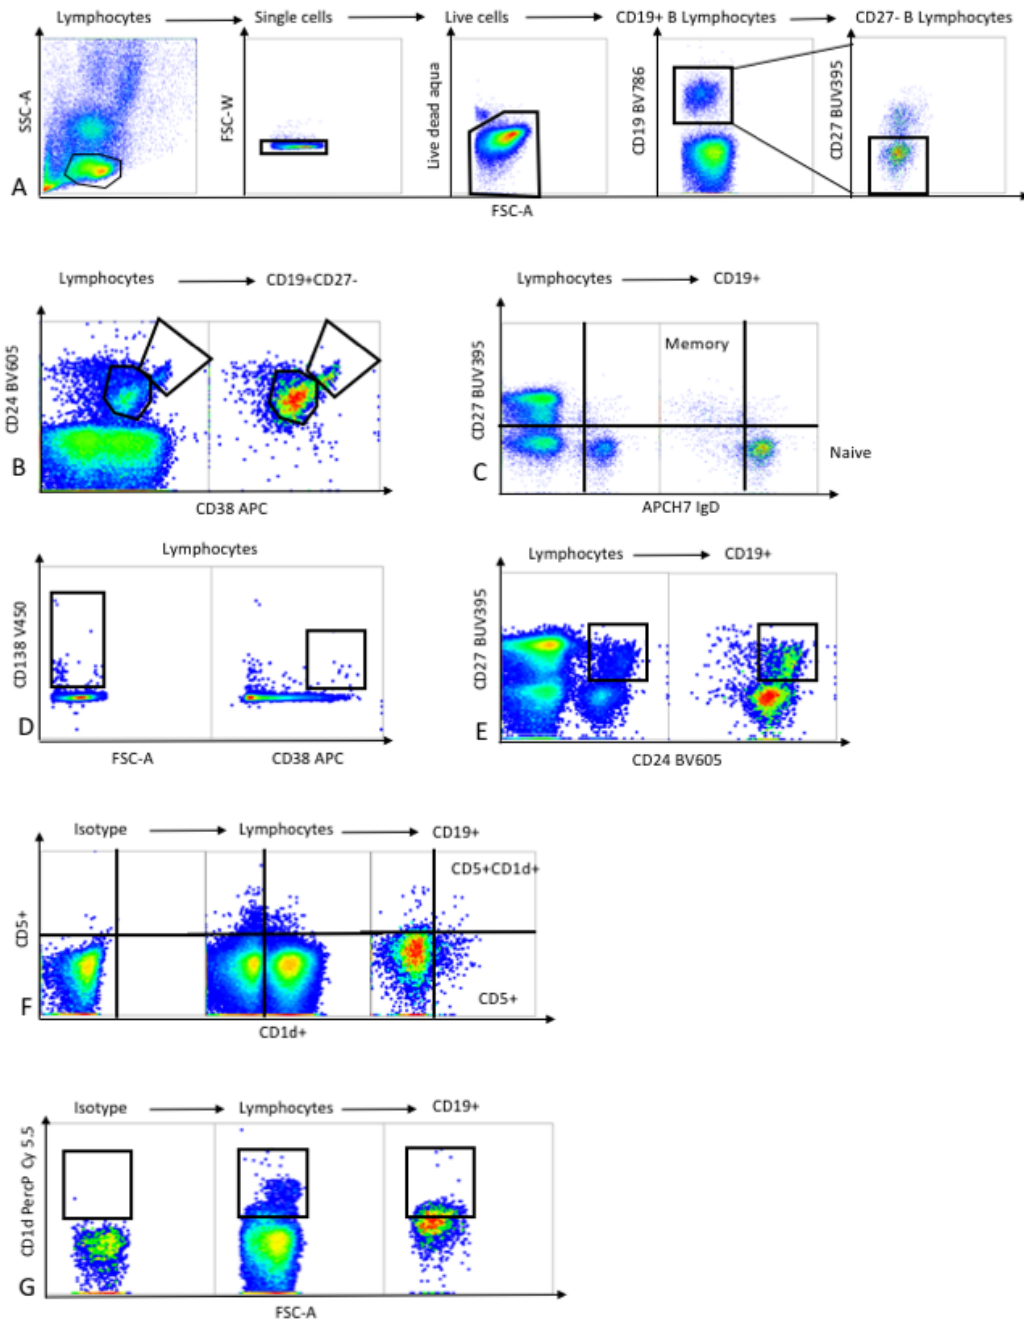 Lymphocytes Single cells Live cells CD19+ B Lymphocytes CD27- B Lymphocytes
SSC-A
FSC-W
Live pead aqua
CD19 BV786
CD27 BUV395
A
FSC-A
Lymphocytes CD19+CD27-
CD24 BV605
B
CD38 APC
Lymphocytes CD19+
CD27 BUV395
Memory
Naive
C
APCH7 IgD
Lymphocytes
CD138 V450
D
FSC-A CD38 APC
Lymphocytes CD19+
CD27 BUV395
E
CD24 BV605
Isotype Lymphocytes CD19+
CD5+CD1d+
CD5+
CD5+
F
CD1d+
Isotype Lymphocytes CD19+
CD1d PerdP Cy 5.5
G
FSC-A